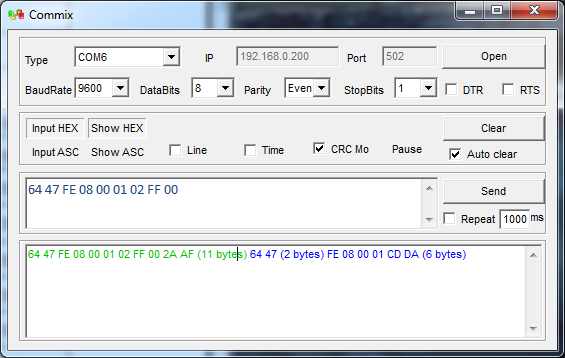 Commix
Type COM6 IP 192.168.0.200 Port 502 Open
BaudRate 9600 DataBits 8 Parity Even StopBits 1 DTR RTS
Input HEX Show HEX Clear
Input ASC Show ASC Line Time CRC Mo Pause Auto clear
64 47 FE 08 00 01 02 FF 00 Send
Repeat 1000 ms
64 47 FE 08 00 01 02 FF 00 2A AF (11 bytes) 64 47 (2 bytes) FE 08 00 01 CD DA (6 bytes)